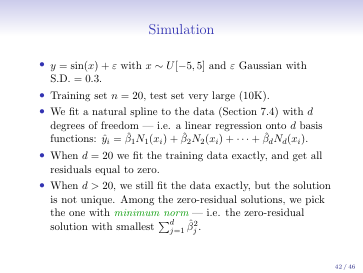 Simulation
• y = sin(x) + ε with x ∼ U[−5, 5] and ε Gaussian with
S.D. = 0.3.
• Training set n = 20, test set very large (10K).
• We fit a natural spline to the data (Section 7.4) with d
degrees of freedom — i.e. a linear regression onto d basis
functions: ŷᵢ = β̂₁N₁(xᵢ) + β̂₂N₂(xᵢ) + ··· + β̂_dN_d(xᵢ).
• When d = 20 we fit the training data exactly, and get all
residuals equal to zero.
• When d > 20, we still fit the data exactly, but the solution
is not unique. Among the zero-residual solutions, we pick
the one with minimum norm — i.e. the zero-residual
solution with smallest ∑ᵈⱼ₌₁ β̂ⱼ².
42 / 46